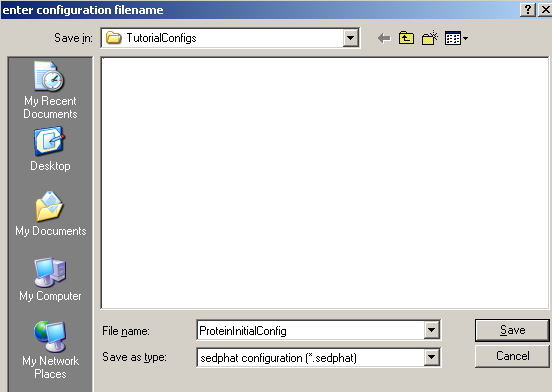 enter configuration filename
Save in: TutorialConfigs
My Recent
Documents
Desktop
My Documents
My Computer
My Network
Places
File name: ProteinInitialConfig Save
Save as type: sedphat configuration (*.sedphat) Cancel